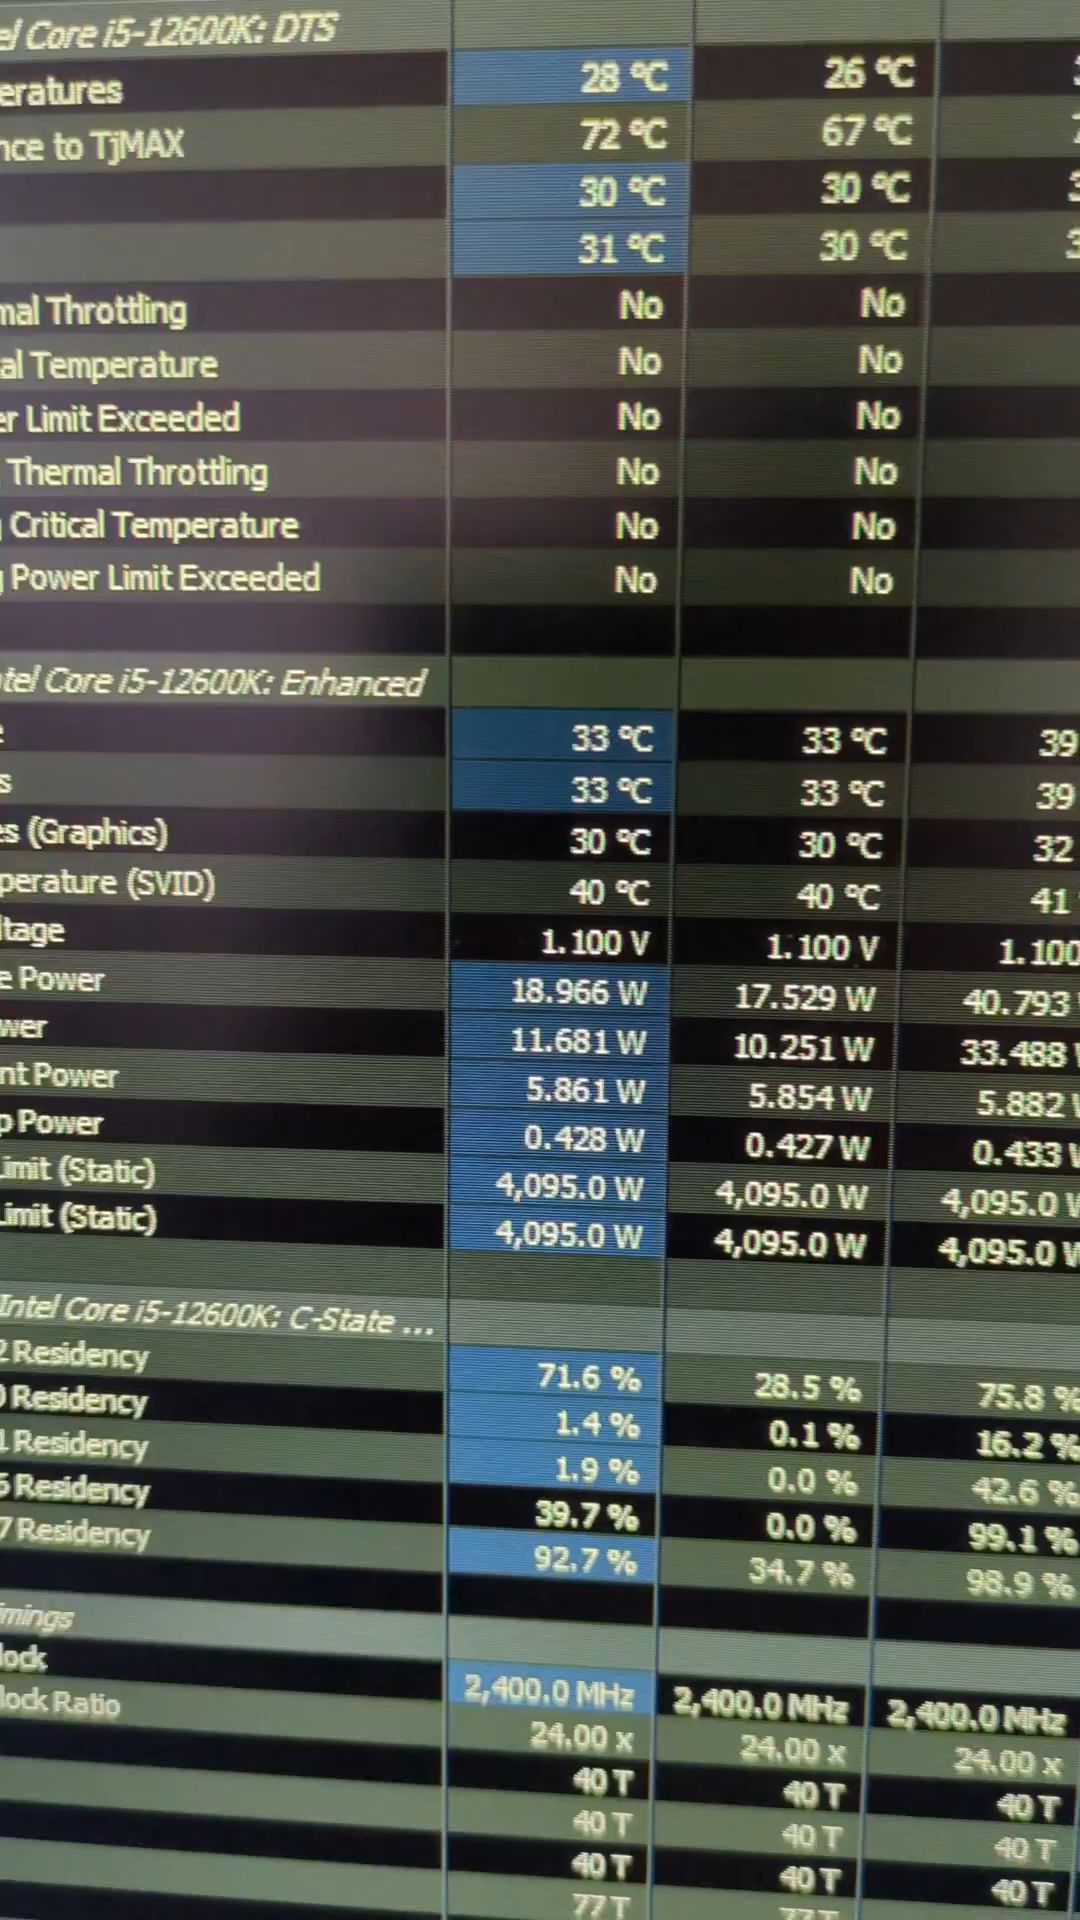 el Core i5-12600K: DTS
eratures 28 °C 26 °C
nce to TjMAX 72 °C 67 °C
30 °C 30 °C
31 °C 30 °C
mal Throttling No No
al Temperature No No
er Limit Exceeded No No
Thermal Throttling No No
Critical Temperature No No
Power Limit Exceeded No No
tel Core i5-12600K: Enhanced
33 °C 33 °C 39
s 33 °C 33 °C 39
es (Graphics) 30 °C 30 °C 32
perature (SVID) 40 °C 40 °C 41
ltage 1.100 V 1.100 V 1.100
e Power 18.966 W 17.529 W 40.793
wer 11.681 W 10.251 W 33.488
nt Power 5.861 W 5.854 W 5.882
p Power 0.428 W 0.427 W 0.433
imit (Static) 4,095.0 W 4,095.0 W 4,095.0 W
imit (Static) 4,095.0 W 4,095.0 W 4,095.0 W
Intel Core i5-12600K: C-State ...
2 Residency 71.6 % 28.5 % 75.8 %
0 Residency 1.4 % 0.1 % 16.2 %
1 Residency 1.9 % 0.0 % 42.6 %
6 Residency 39.7 % 0.0 % 99.1 %
7 Residency 92.7 % 34.7 % 98.9 %
imings
lock 2,400.0 MHz 2,400.0 MHz 2,400.0 MHz
lock Ratio 24.00 x 24.00 x 24.00 x
40 T 40 T 40 T
40 T 40 T 40 T
40 T 40 T 40 T
77 T 77 T